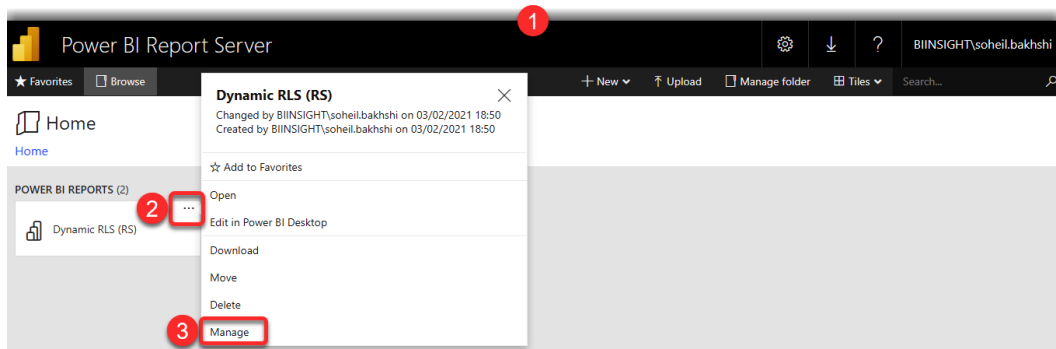 1
Power BI Report Server
? BIINSIGHT\soheil.bakhshi
★ Favorites Browse + New Upload Manage folder Tiles Search...
Home
Home
POWER BI REPORTS (2)
2 ...
Dynamic RLS (RS)
Dynamic RLS (RS)
Changed by BIINSIGHT\soheil.bakhshi on 03/02/2021 18:50
Created by BIINSIGHT\soheil.bakhshi on 03/02/2021 18:50
☆ Add to Favorites
Open
Edit in Power BI Desktop
Download
Move
Delete
3 Manage